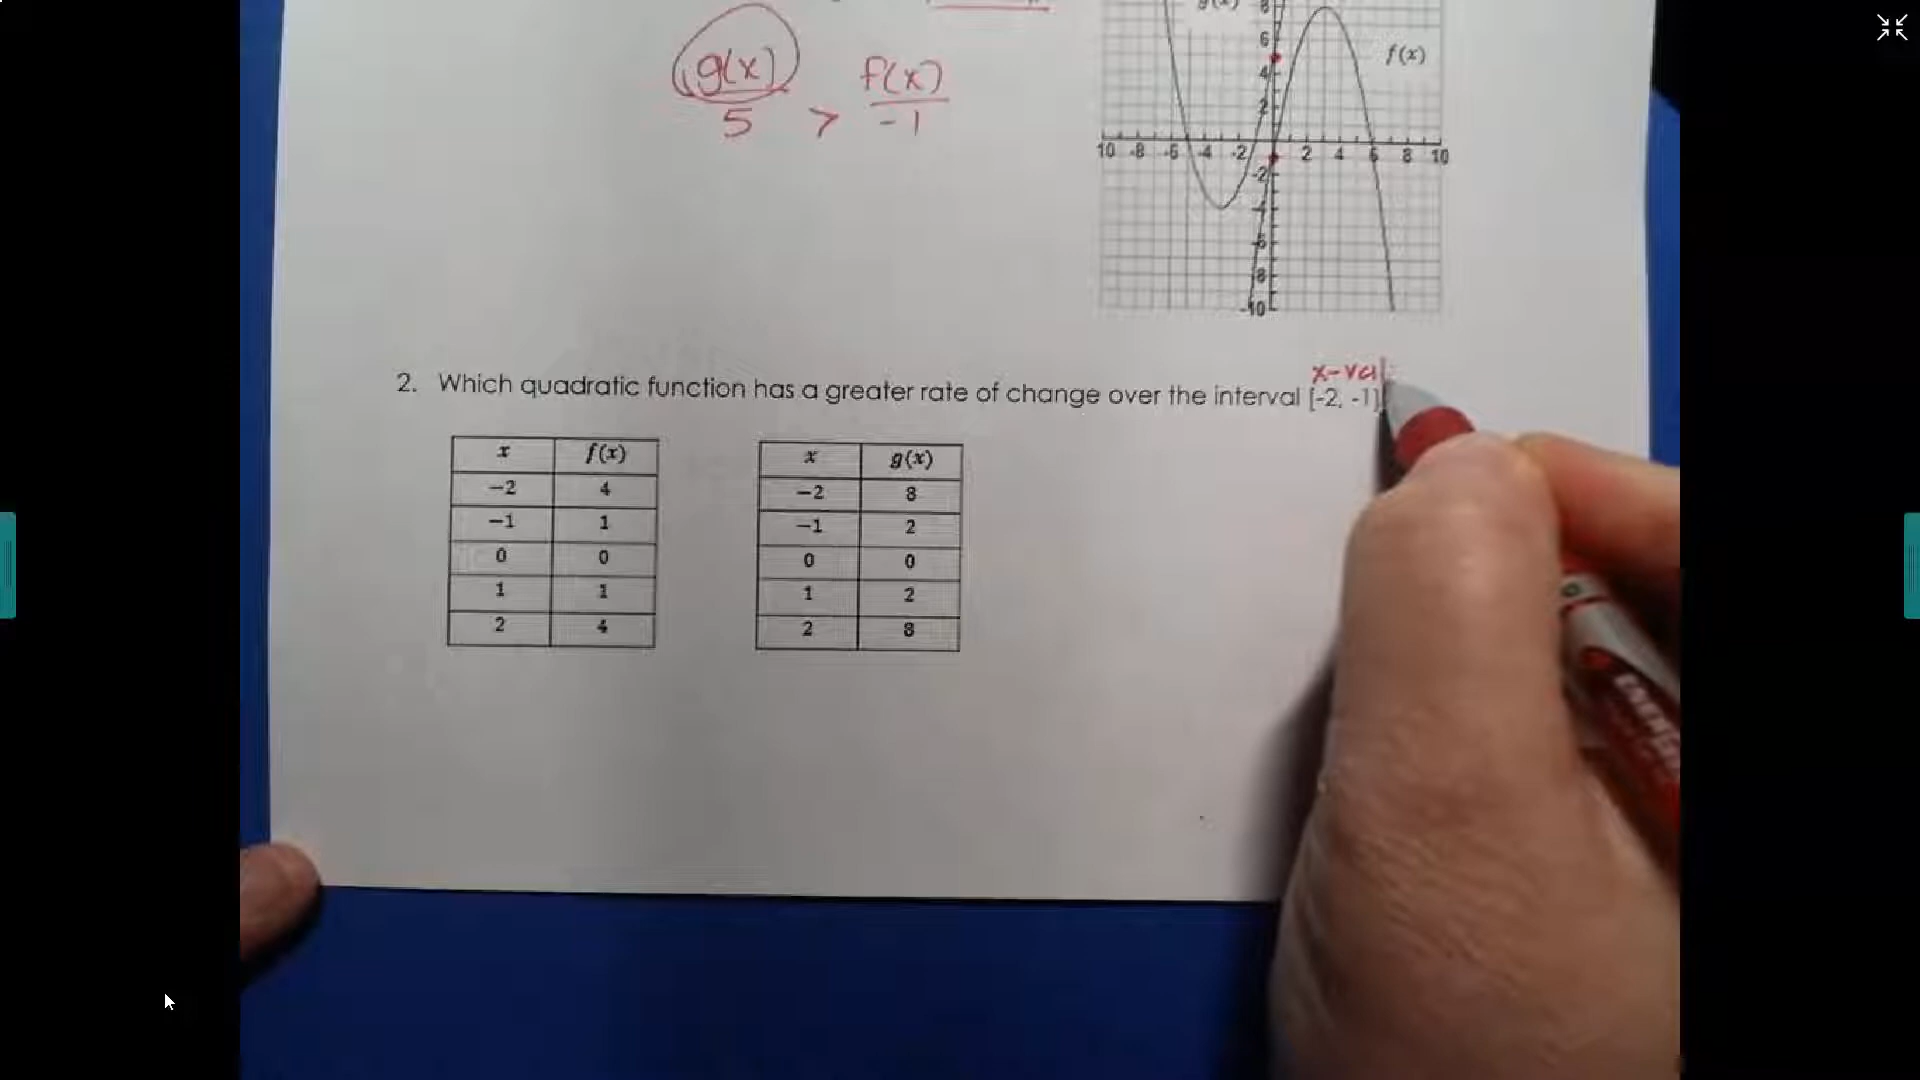 g(x)
6
4
2
f(x)
g(x) f(x)
5 > -1
10 -8 -6 -4 -2 2 4 6 8 10
-2
-4
-6
8
-10
x-val
2. Which quadratic function has a greater rate of change over the interval [-2, -1]
x f(x)
−2 4
−1 1
0 0
1 1
2 4
x g(x)
−2 8
−1 2
0 0
1 2
2 8